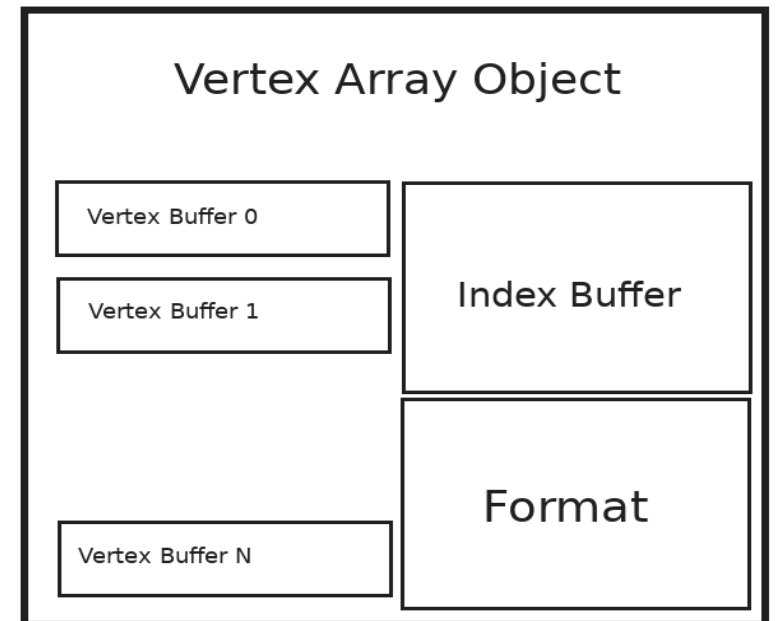 Vertex Array Object
Vertex Buffer 0
Vertex Buffer 1
Vertex Buffer N
Index Buffer
Format